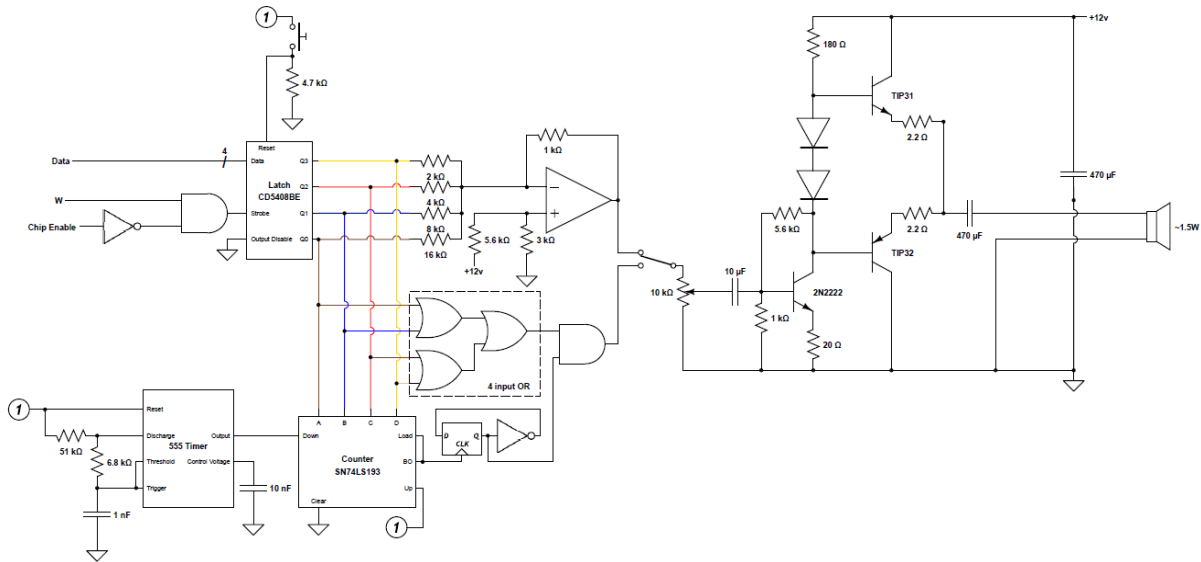 1
+12v
180 Ω
4.7 kΩ
TIP31
2.2 Ω
1 kΩ
Reset
Data
4
Data
Q3
2 kΩ
Latch
CD5408BE
Q2
4 kΩ
470 µF
W
Strobe
Q1
8 kΩ
5.6 kΩ
3 kΩ
5.6 kΩ
2.2 Ω
470 µF
~1.5W
Chip Enable
Output Disable
Q0
16 kΩ
+12v
TIP32
10 µF
10 kΩ
2N2222
1 kΩ
20 Ω
4 input OR
1
Reset
A
B
C
D
Discharge
Output
Down
Load
D
CLK
Q
51 kΩ
555 Timer
6.8 kΩ
Threshold
Control Voltage
Counter
SN74LS193
BO
Trigger
10 nF
Up
1 nF
Clear
1